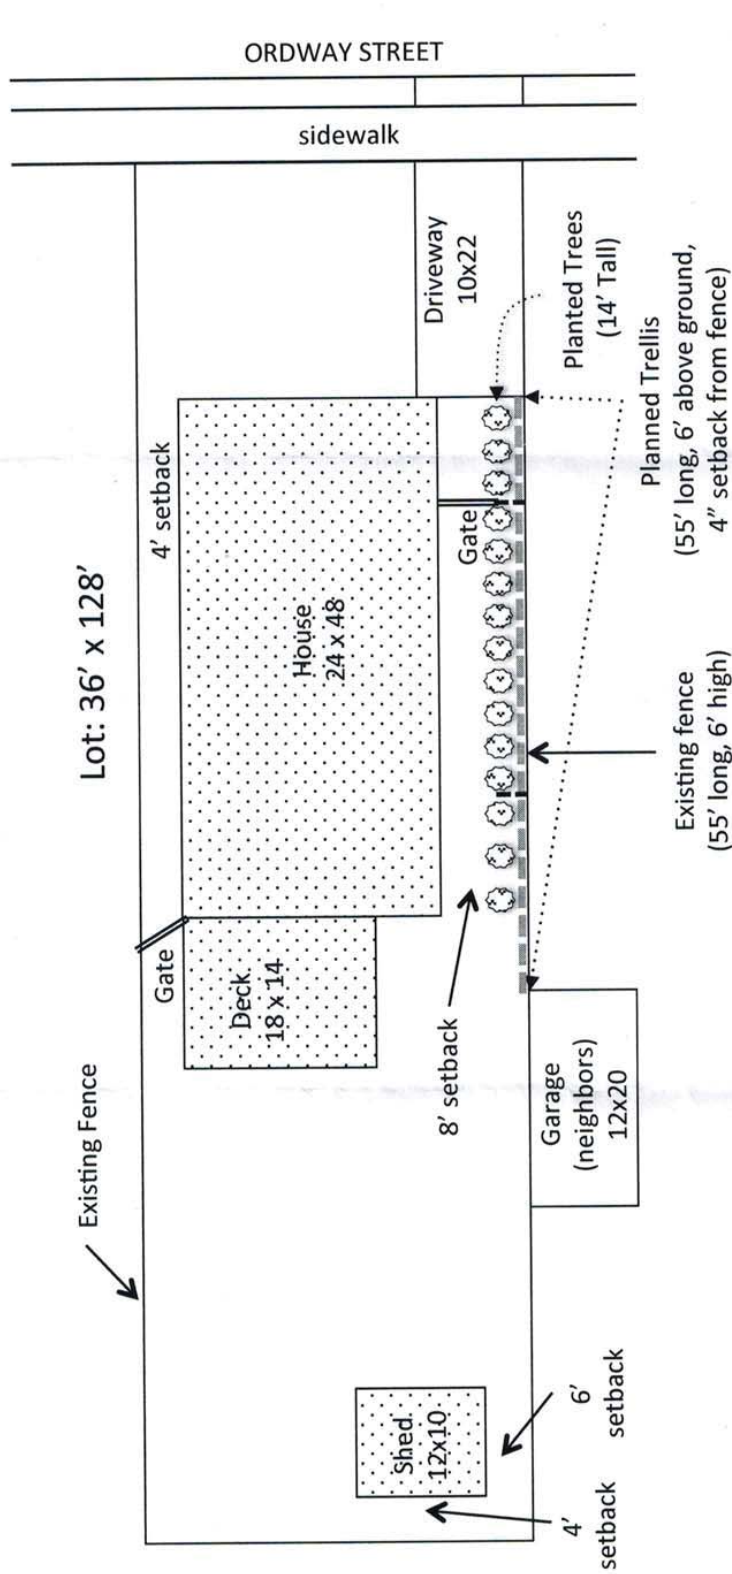 ORDWAY STREET
sidewalk
Driveway
10x22
Planted Trees
(14’ Tall)
Planned Trellis
(55’ long, 6’ above ground,
4” setback from fence)
4’ setback
Lot: 36’ x 128’
House
24 x 48
Gate
Existing fence
(55’ long, 6’ high)
Gate
Deck
18 x 14
8’ setback
Garage
(neighbors)
12x20
Existing Fence
Shed
12x10
6’
setback
4’
setback